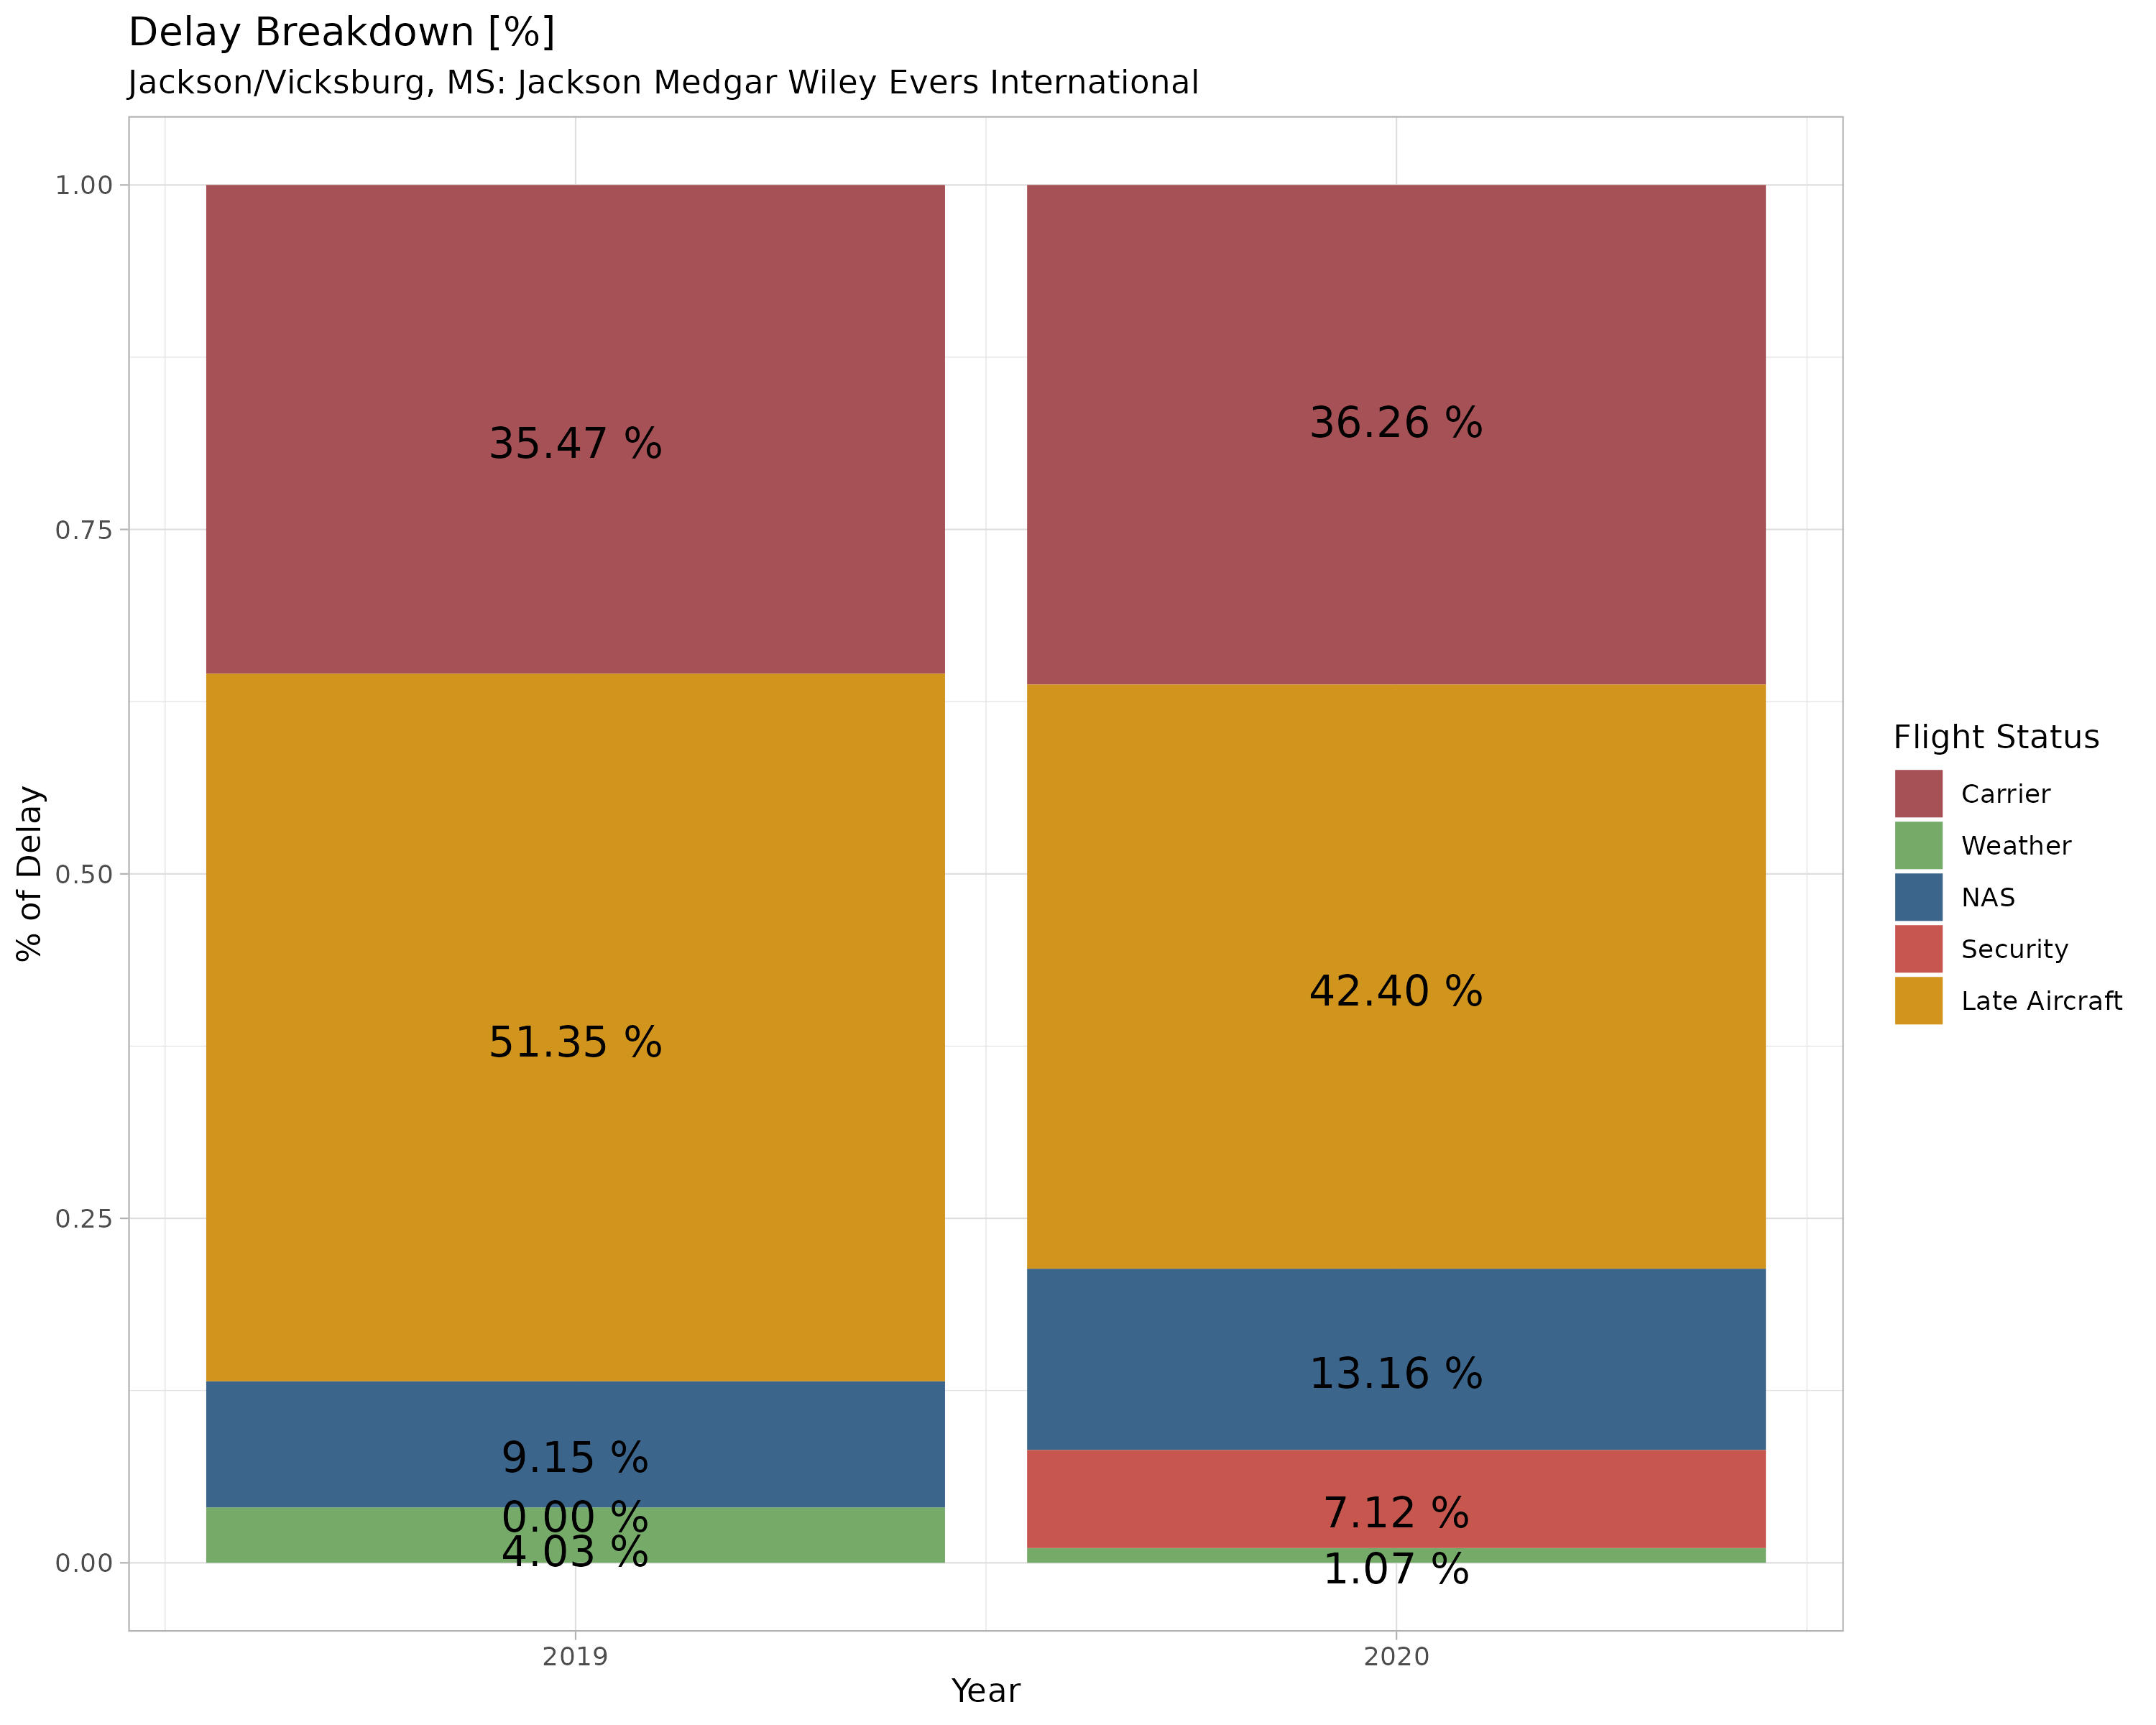 Delay Breakdown [%]
Jackson/Vicksburg, MS: Jackson Medgar Wiley Evers International
% of Delay
1.00
0.75
0.50
0.25
0.00
35.47 %
51.35 %
9.15 %
0.00 %
4.03 %
36.26 %
42.40 %
13.16 %
7.12 %
1.07 %
2019
2020
Year
Flight Status
Carrier
Weather
NAS
Security
Late Aircraft